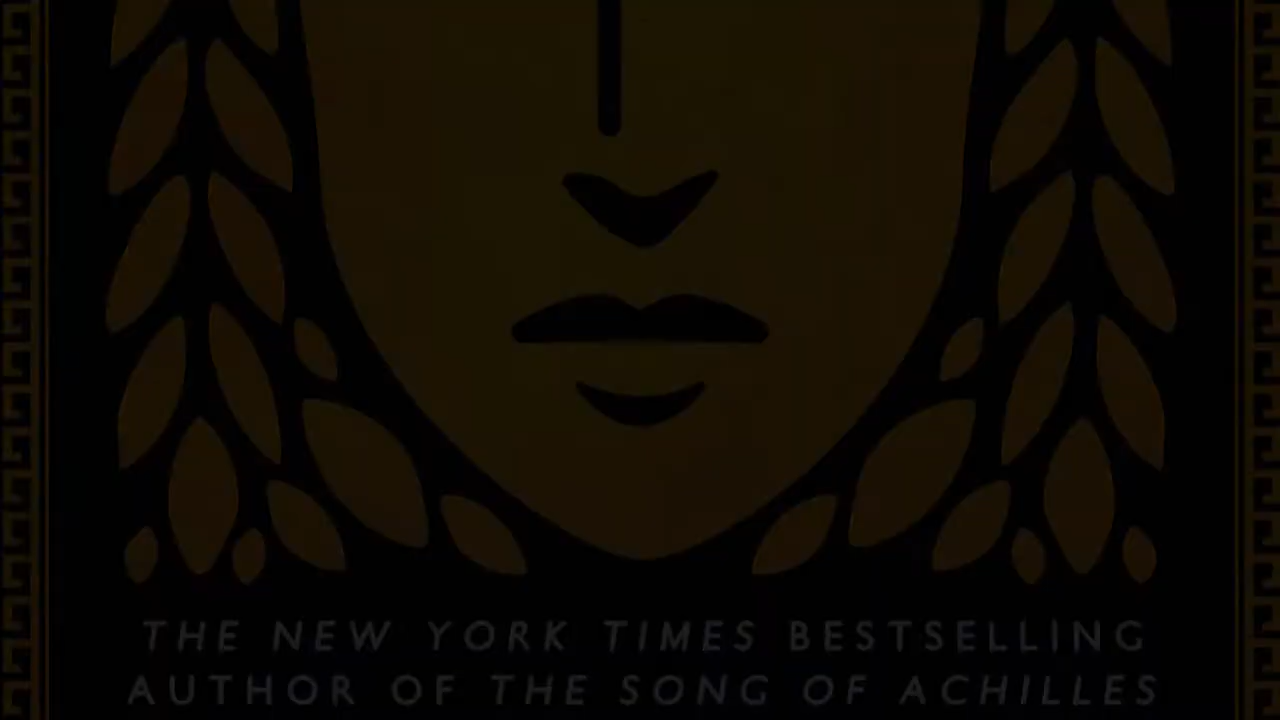 THE NEW YORK TIMES BESTSELLING
AUTHOR OF THE SONG OF ACHILLES